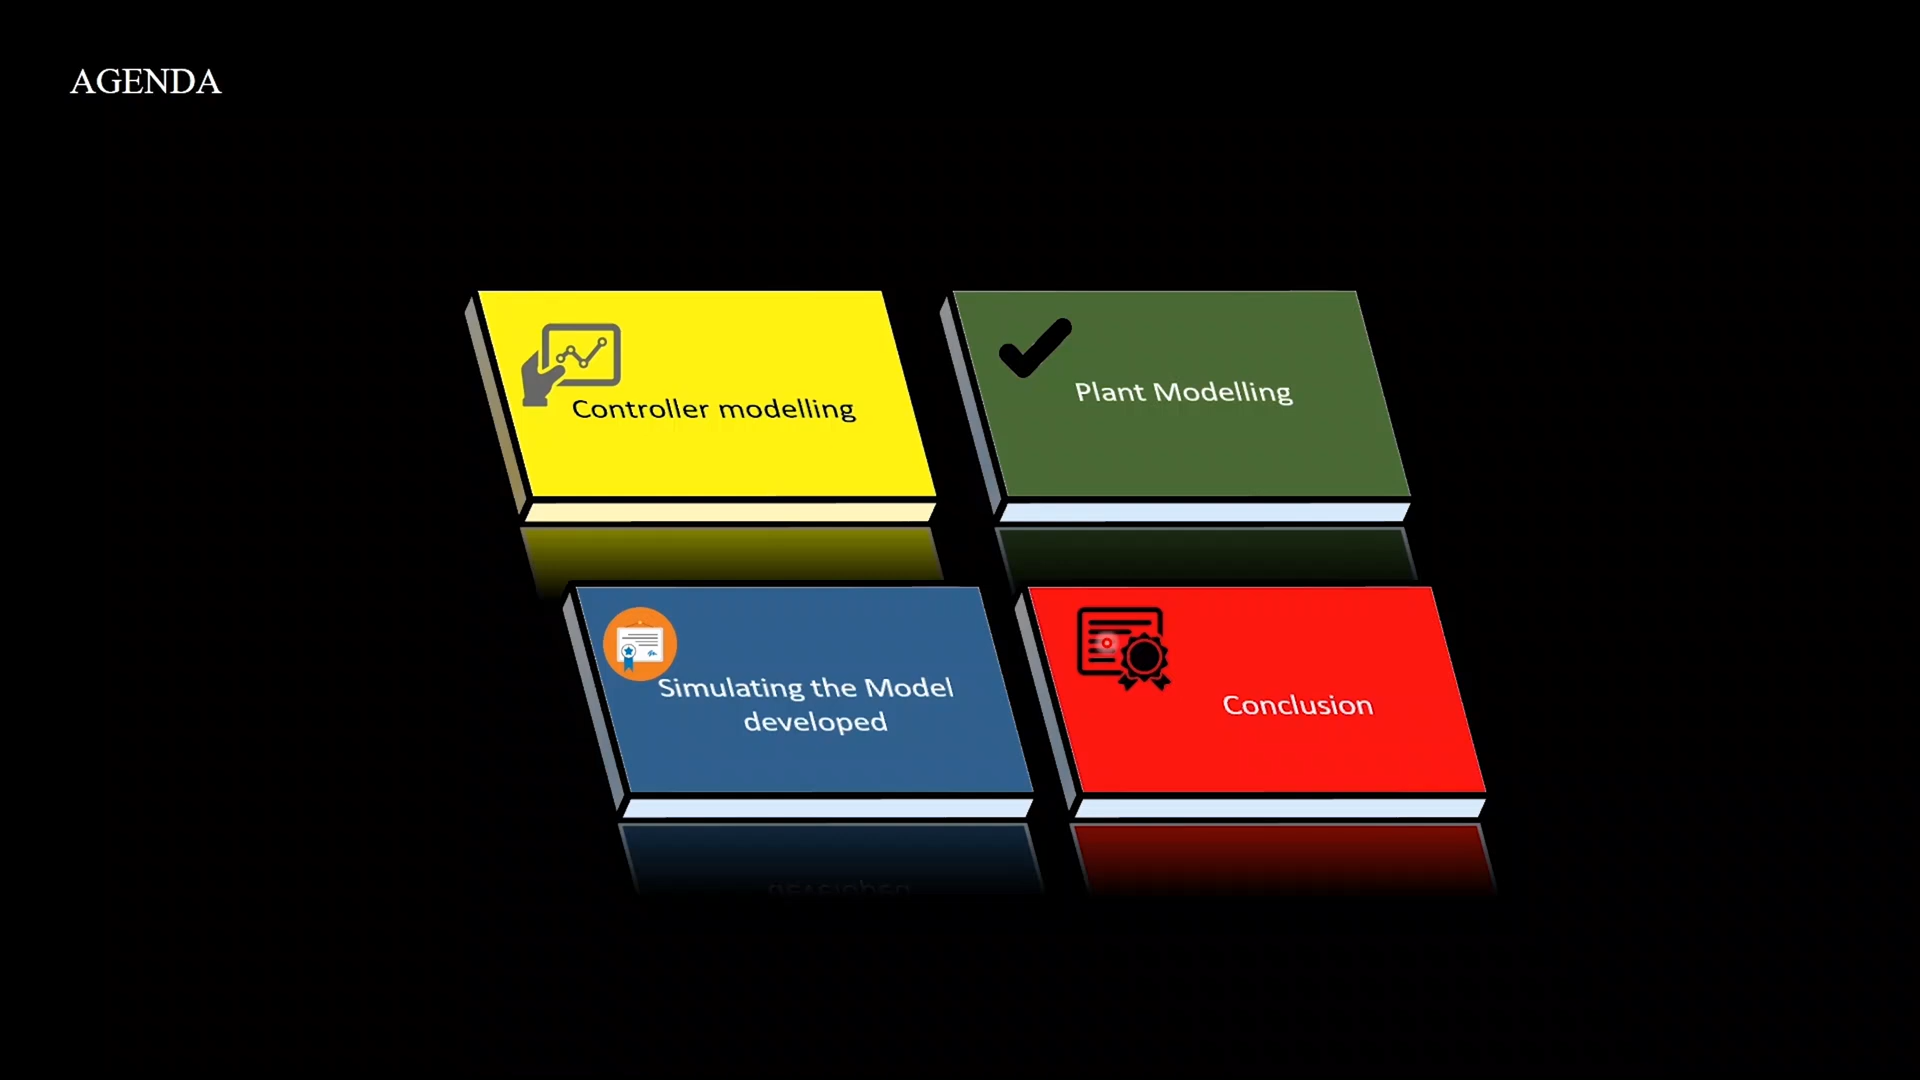 AGENDA
Controller modelling
Plant Modelling
Simulating the Model
developed
Conclusion